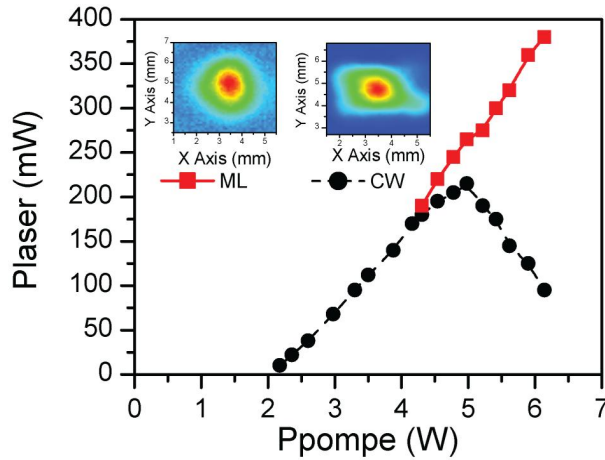 400
350
300
250
200
150
100
50
0
Plaser (mW)
7
6
5
4
3
Y Axis (mm)
1 2 3 4 5
X Axis (mm)
7
6
5
4
3
Y Axis (mm)
2 3 4 5
X Axis (mm)
ML
CW
0 1 2 3 4 5 6 7
Ppompe (W)